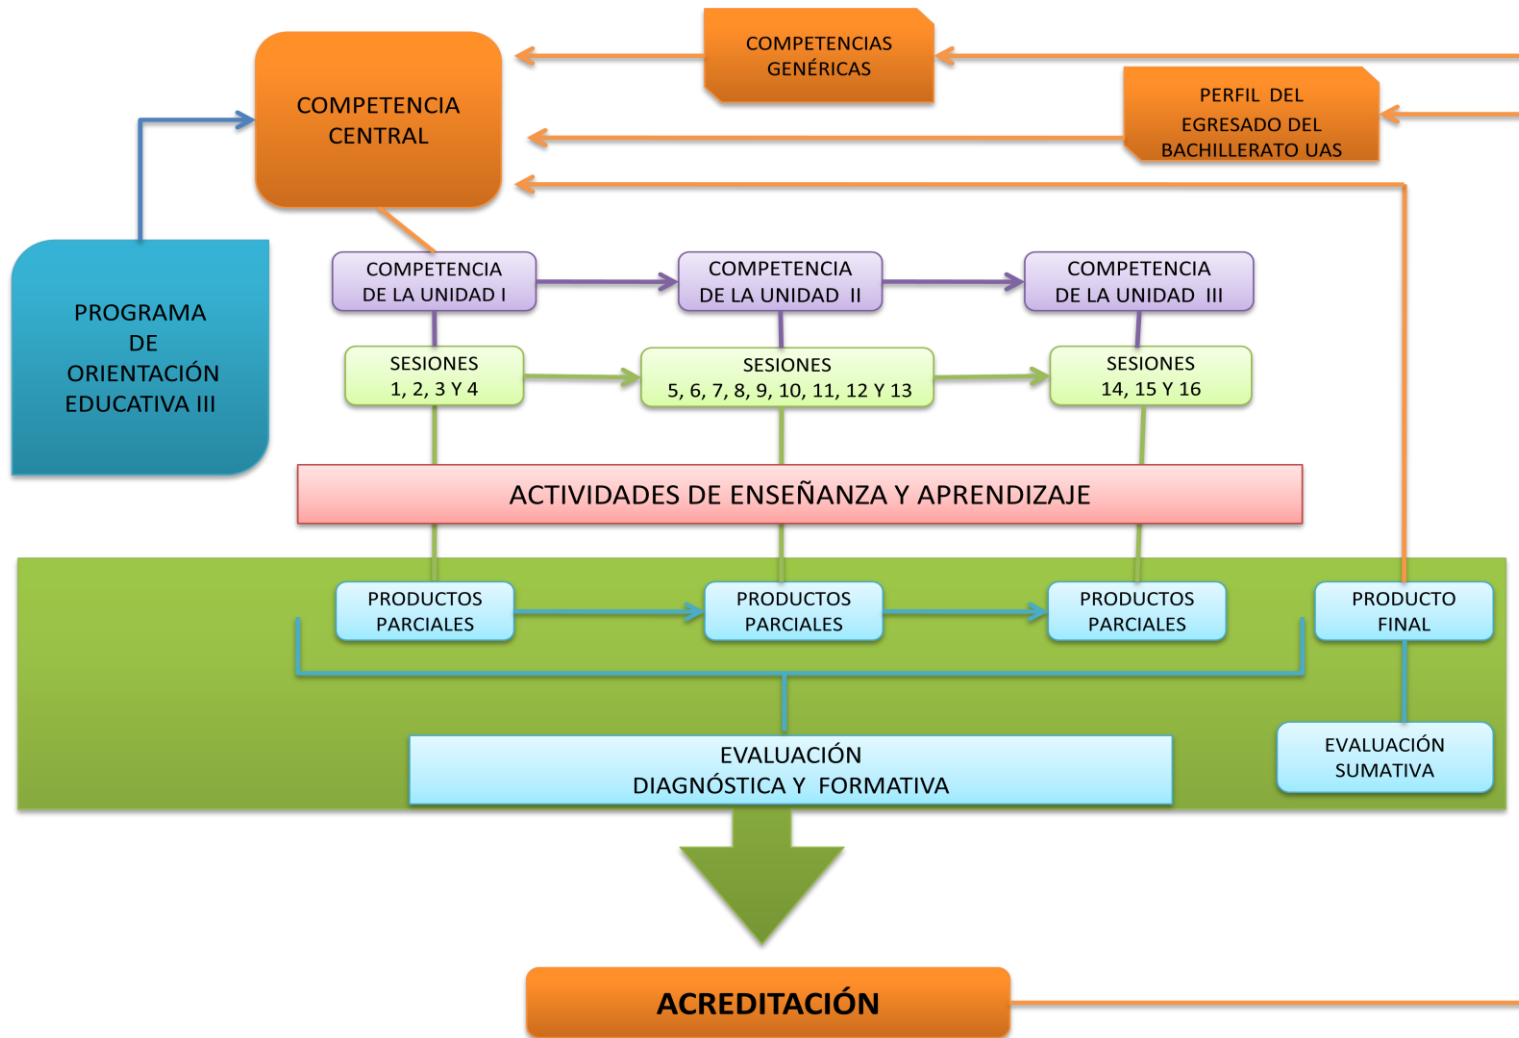 COMPETENCIAS
GENÉRICAS
COMPETENCIA
CENTRAL
PERFIL DEL
EGRESADO DEL
BACHILLERATO UAS
PROGRAMA
DE
ORIENTACIÓN
EDUCATIVA III
COMPETENCIA
DE LA UNIDAD I
COMPETENCIA
DE LA UNIDAD II
COMPETENCIA
DE LA UNIDAD III
SESIONES
1, 2, 3 Y 4
SESIONES
5, 6, 7, 8, 9, 10, 11, 12 Y 13
SESIONES
14, 15 Y 16
ACTIVIDADES DE ENSEÑANZA Y APRENDIZAJE
PRODUCTOS
PARCIALES
PRODUCTOS
PARCIALES
PRODUCTOS
PARCIALES
PRODUCTO
FINAL
EVALUACIÓN
DIAGNÓSTICA Y FORMATIVA
EVALUACIÓN
SUMATIVA
ACREDITACIÓN